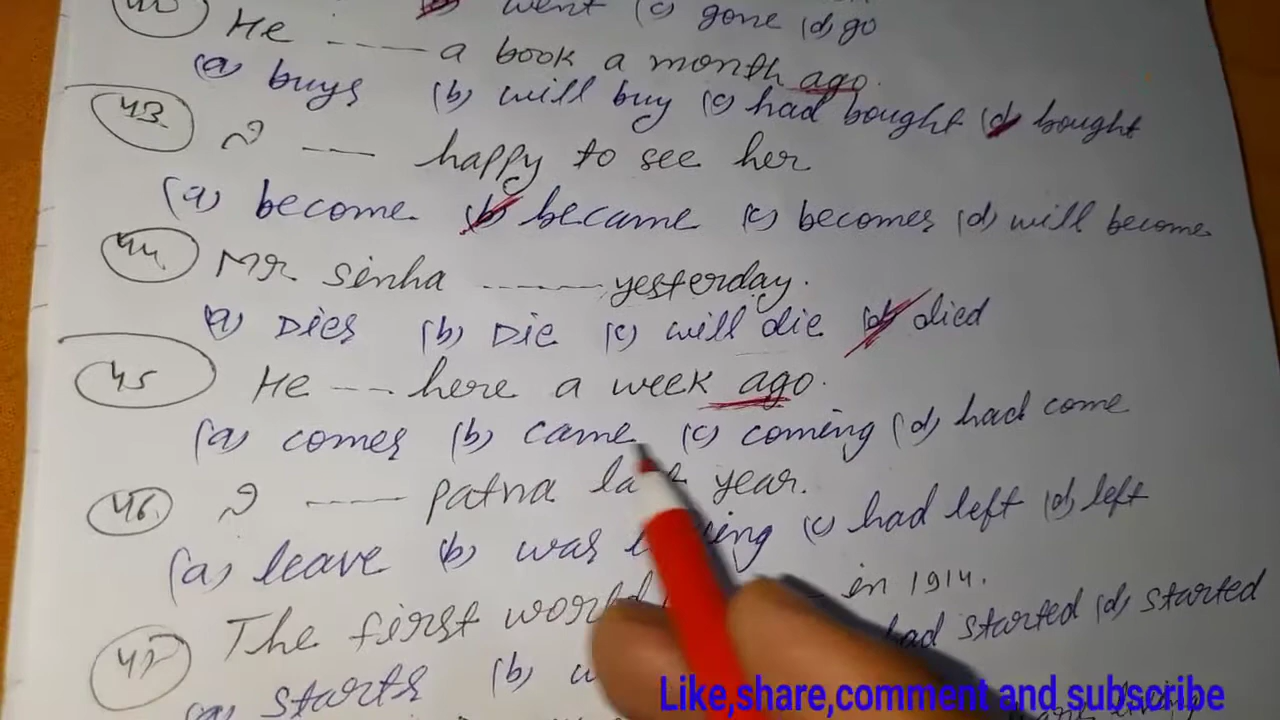 went (c) gone (d) go
He ---- a book a month ago.
(a) buys (b) will buy (c) had bought (d) bought
43. I --- happy to see her
(a) become (b) became (c) becomes (d) will become
44. Mr. Sinha ------ yesterday.
(a) Dies (b) Die (c) will die (d) died
45 He --- here a week ago.
(a) comes (b) came (c) coming (d) had come
46. I ---- patna year.
(a) leave (b) was (c) had left (d) left
47. The first world in 1914.
(a) starts (b) had started (d) started
Like,share,comment and subscribe